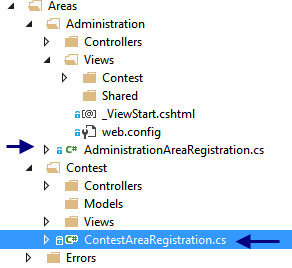 Areas
Administration
Controllers
Views
Contest
Shared
_ViewStart.cshtml
web.config
C# AdministrationAreaRegistration.cs
Contest
Controllers
Models
Views
C# ContestAreaRegistration.cs
Errors